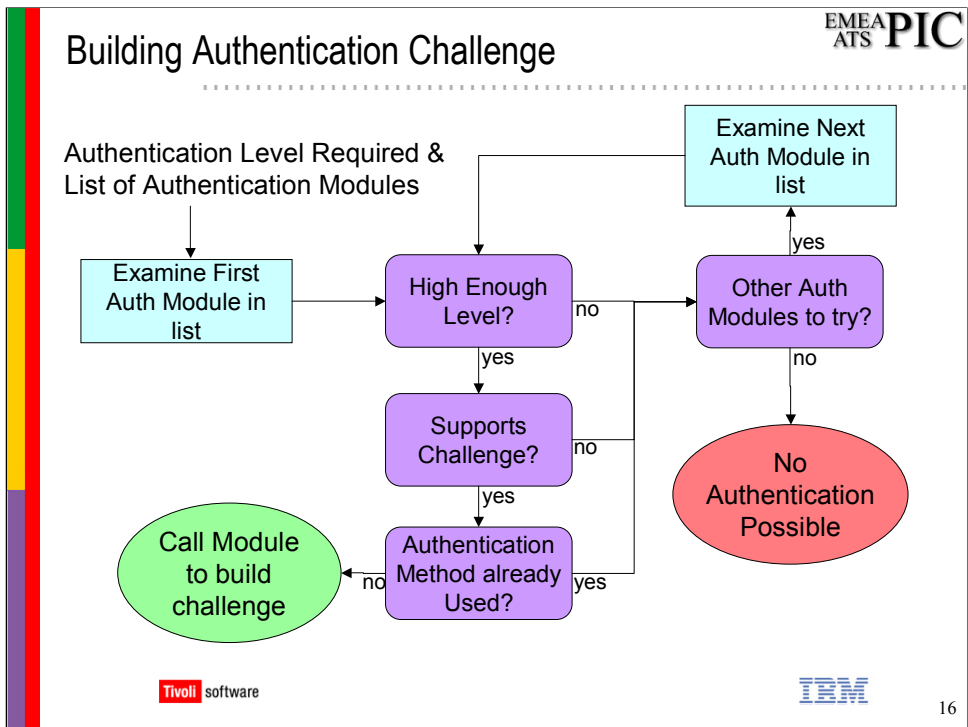 Building Authentication Challenge
EMEA
ATS PIC
Authentication Level Required &
List of Authentication Modules
Examine Next
Auth Module in
list
yes
Examine First
Auth Module in
list
High Enough
Level?
no
Other Auth
Modules to try?
yes
no
Supports
Challenge?
no
No
Authentication
Possible
yes
Call Module
to build
challenge
no
Authentication
Method already
Used?
yes
Tivoli software
IBM
16